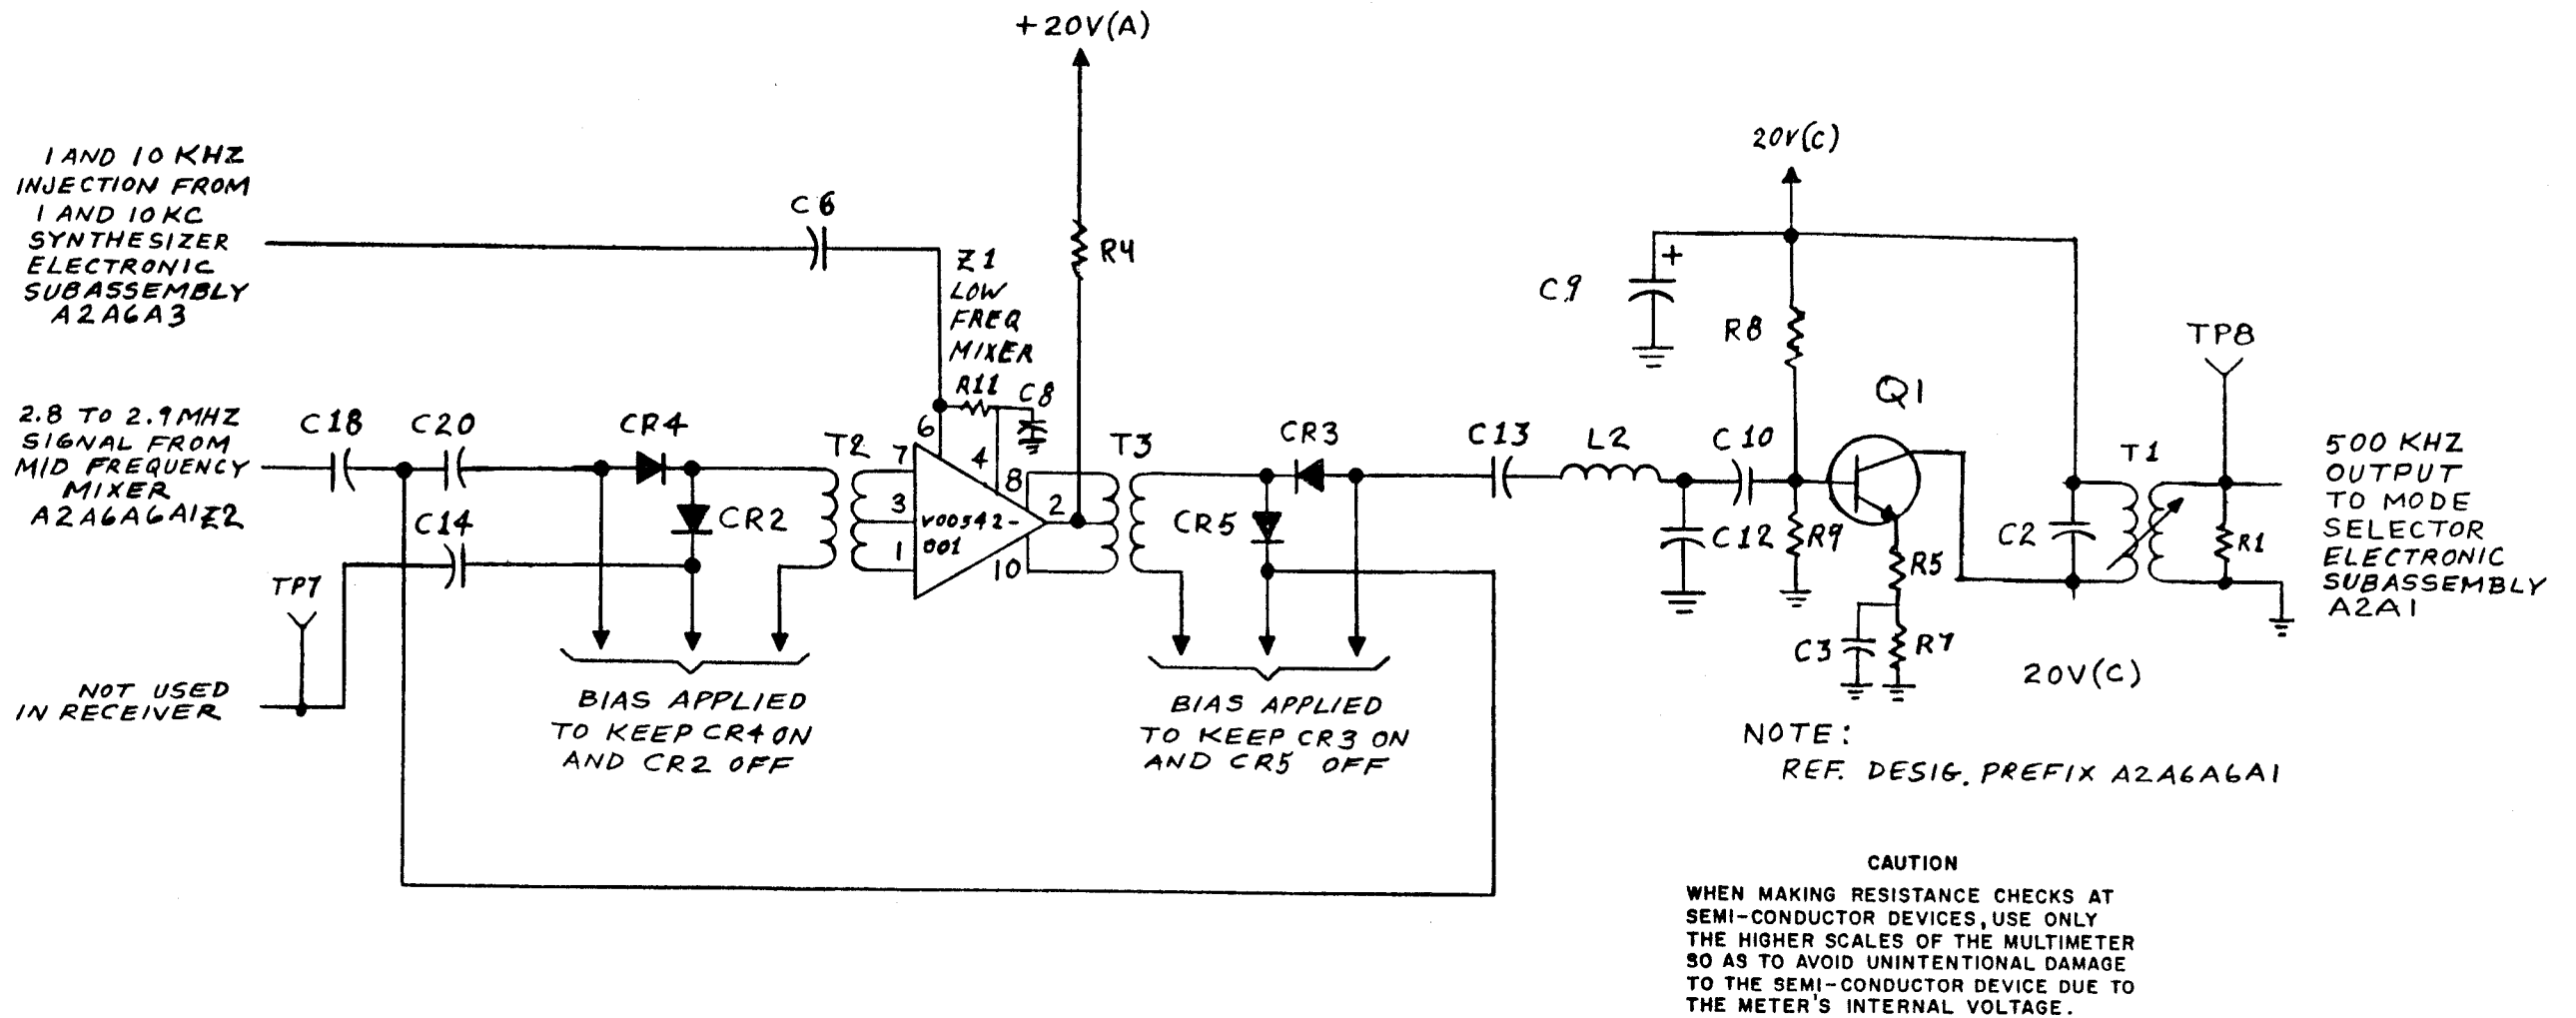 +20V(A)
20V(C)
1 AND 10 KHZ
INJECTION FROM
1 AND 10KC
SYNTHESIZER
ELECTRONIC
SUBASSEMBLY
A2A6A3
C6
Z1
LOW
FREQ
MIXER
R4
R11
C8
C9
+
R8
TP8
Q1
2.8 TO 2.9MHZ
SIGNAL FROM
MID FREQUENCY
MIXER
A2A6A6A1Z2
C18
C20
CR4
T2
7
6
4
8
3
2
1
10
V00542-
001
T3
CR3
C13
L2
C10
T1
500 KHZ
OUTPUT
TO MODE
SELECTOR
ELECTRONIC
SUBASSEMBLY
A2A1
C14
CR2
CR5
C12
R9
C2
R1
R5
TP7
C3
R7
NOT USED
IN RECEIVER
BIAS APPLIED
TO KEEP CR4 ON
AND CR2 OFF
BIAS APPLIED
TO KEEP CR3 ON
AND CR5 OFF
20V(C)
NOTE:
REF. DESIG. PREFIX A2A6A6A1
CAUTION
WHEN MAKING RESISTANCE CHECKS AT
SEMI-CONDUCTOR DEVICES, USE ONLY
THE HIGHER SCALES OF THE MULTIMETER
SO AS TO AVOID UNINTENTIONAL DAMAGE
TO THE SEMI-CONDUCTOR DEVICE DUE TO
THE METER'S INTERNAL VOLTAGE.